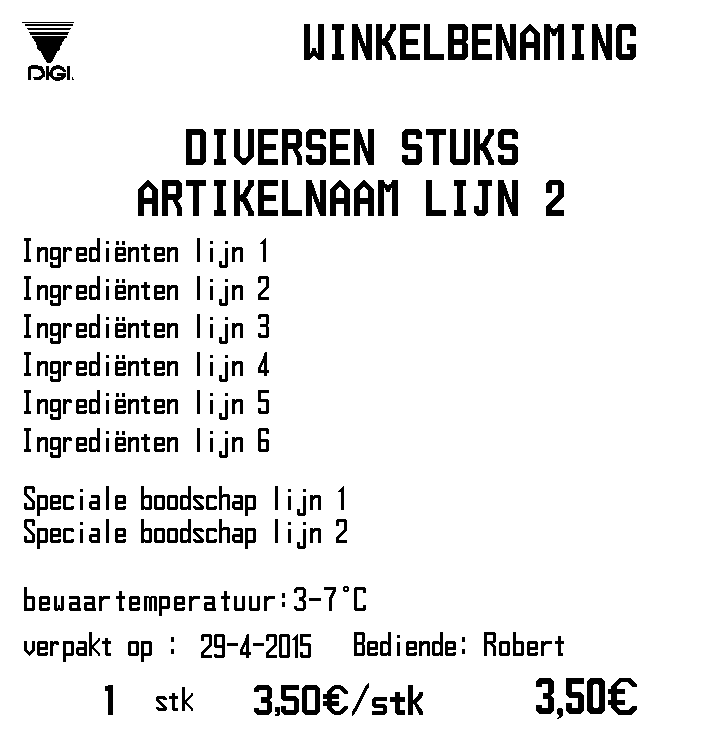 DIGI.
WINKELBENAMING
DIVERSEN STUKS
ARTIKELNAAM LIJN 2
Ingrediënten lijn 1
Ingrediënten lijn 2
Ingrediënten lijn 3
Ingrediënten lijn 4
Ingrediënten lijn 5
Ingrediënten lijn 6
Speciale boodschap lijn 1
Speciale boodschap lijn 2
bewaartemperatuur:3-7°C
verpakt op : 29-4-2015 Bediende: Robert
1 stk 3,50€/stk 3,50€